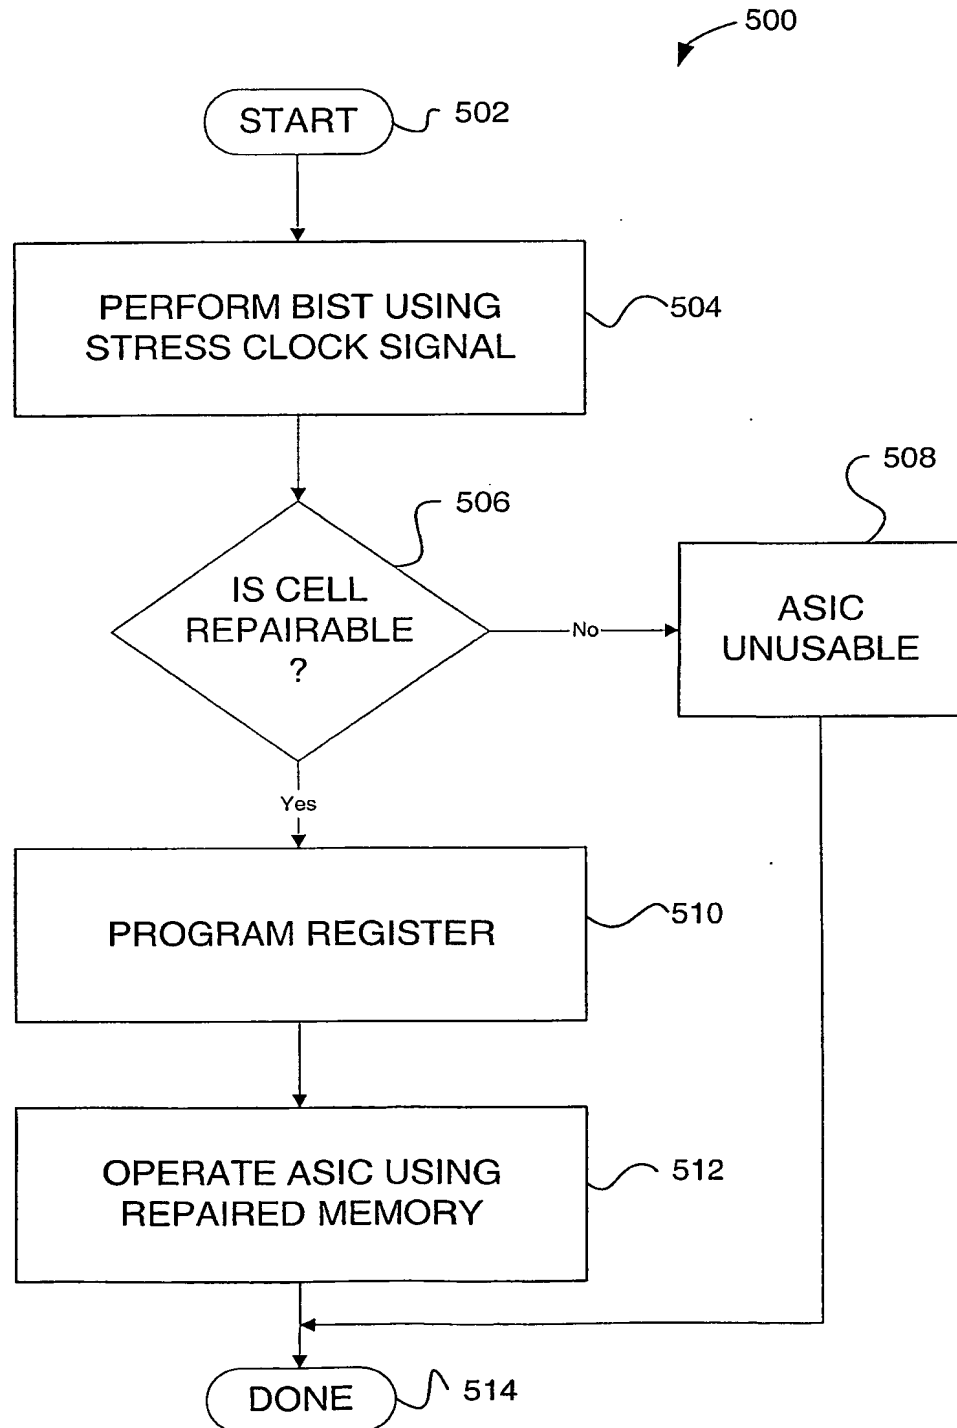 500
START
502
PERFORM BIST USING
STRESS CLOCK SIGNAL
504
506
508
IS CELL
REPAIRABLE
?
No
ASIC
UNUSABLE
Yes
PROGRAM REGISTER
510
OPERATE ASIC USING
REPAIRED MEMORY
512
DONE
514